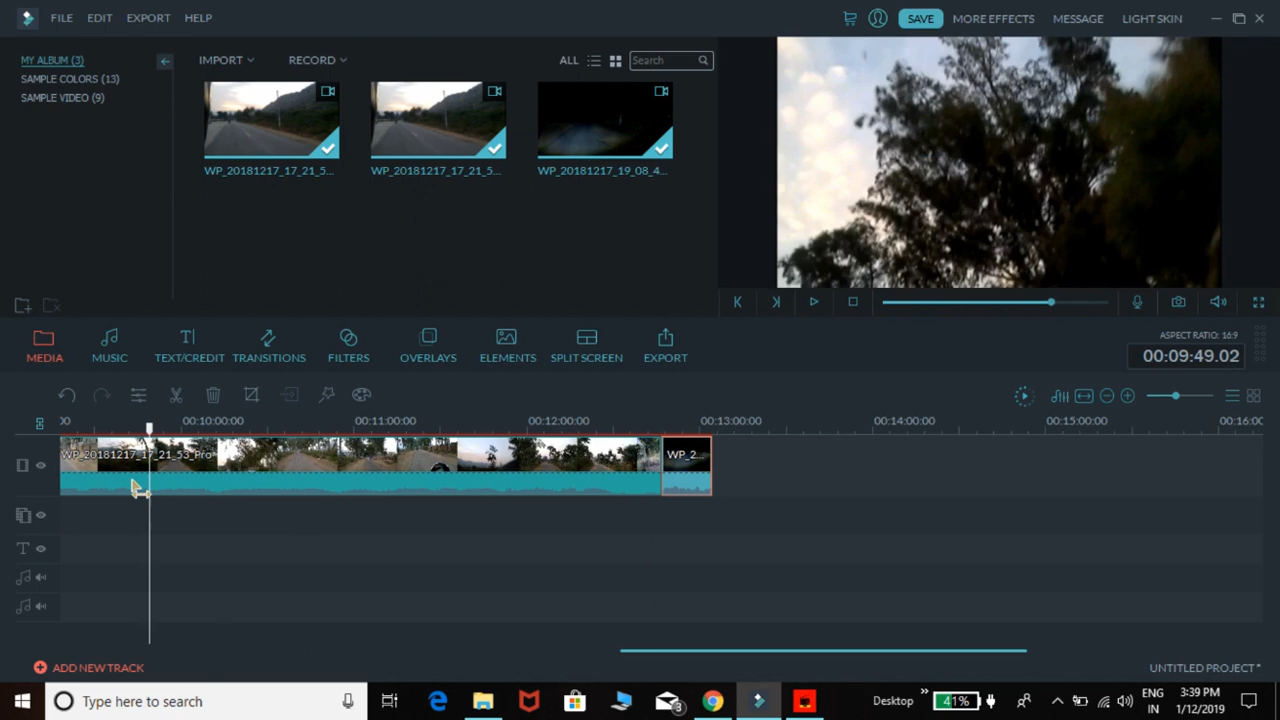 FILE EDIT EXPORT HELP
SAVE MORE EFFECTS MESSAGE LIGHT SKIN
MY ALBUM (3)
SAMPLE COLORS (13)
SAMPLE VIDEO (9)
IMPORT RECORD ALL Search
WP_20181217_17_21_5... WP_20181217_17_21_5... WP_20181217_19_08_4...
MEDIA MUSIC TEXT/CREDIT TRANSITIONS FILTERS OVERLAYS ELEMENTS SPLIT SCREEN EXPORT
ASPECT RATIO: 16:9
00:09:49.02
00 00:10:00:00 00:11:00:00 00:12:00:00 00:13:00:00 00:14:00:00 00:15:00:00 00:16:0
WP_20181217_17_21_53_Pro WP_2...
T
ADD NEW TRACK UNTITLED PROJECT *
Type here to search 3 Desktop 41% ENG 3:39 PM
IN 1/12/2019